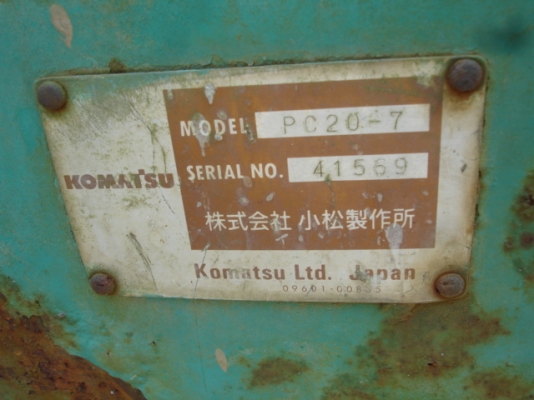 MODEL PC20-7
KOMATSU
SERIAL NO. 41569
株式会社 小松製作所
Komatsu Ltd. Japan